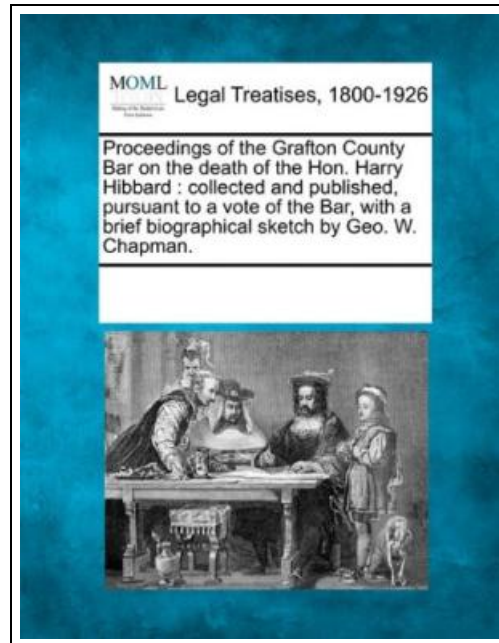 MOML
Legal Treatises, 1800-1926
Proceedings of the Grafton County
Bar on the death of the Hon. Harry
Hibbard : collected and published,
pursuant to a vote of the Bar, with a
brief biographical sketch by Geo. W.
Chapman.